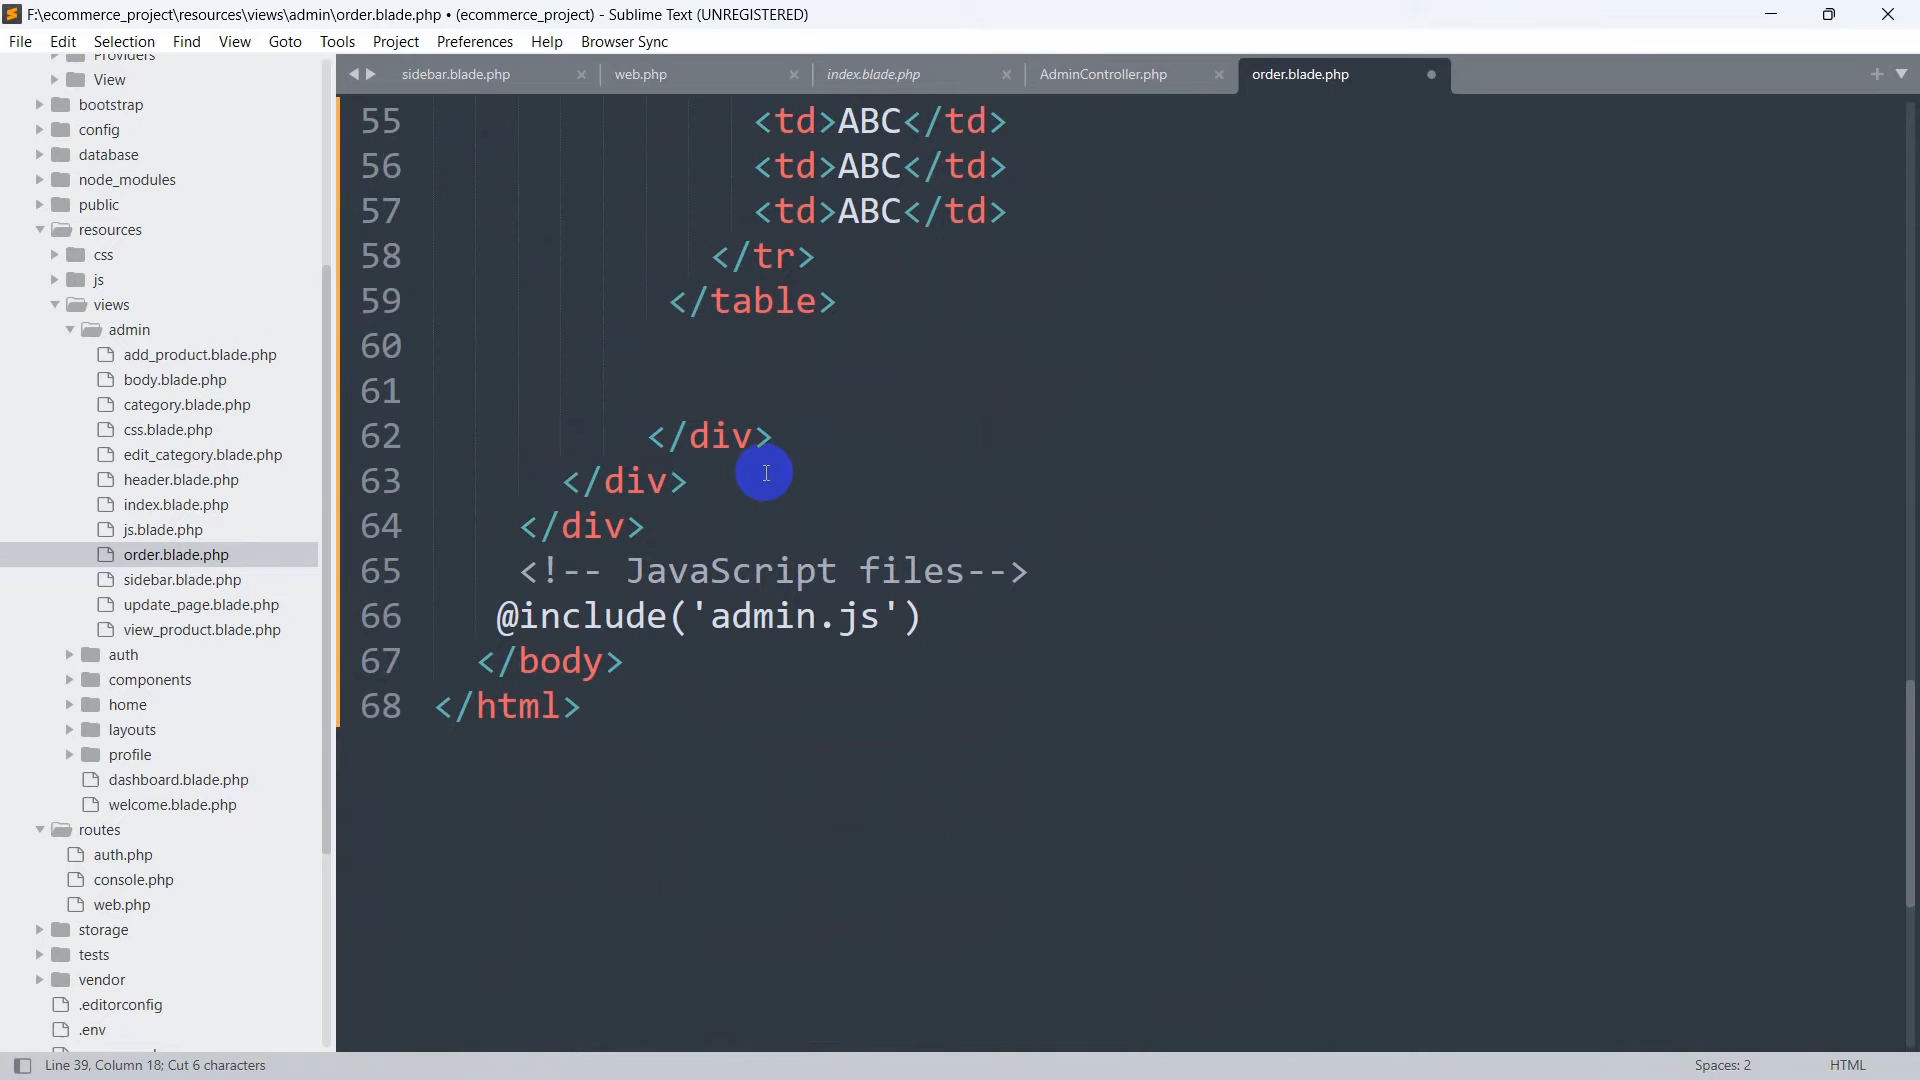 F:\ecommerce_project\resources\views\admin\order.blade.php • (ecommerce_project) - Sublime Text (UNREGISTERED)
File Edit Selection Find View Goto Tools Project Preferences Help Browser Sync
sidebar.blade.php web.php index.blade.php AdminController.php order.blade.php
Providers
View
bootstrap
config
database
node_modules
public
resources
css
js
views
admin
add_product.blade.php
body.blade.php
category.blade.php
css.blade.php
edit_category.blade.php
header.blade.php
index.blade.php
js.blade.php
order.blade.php
sidebar.blade.php
update_page.blade.php
view_product.blade.php
auth
components
home
layouts
profile
dashboard.blade.php
welcome.blade.php
routes
auth.php
console.php
web.php
storage
tests
vendor
.editorconfig
.env
55 <td>ABC</td>
56 <td>ABC</td>
57 <td>ABC</td>
58 </tr>
59 </table>
60
61
62 </div>
63 </div>
64 </div>
65 <!-- JavaScript files-->
66 @include('admin.js')
67 </body>
68 </html>
Line 39, Column 18; Cut 6 characters Spaces: 2 HTML